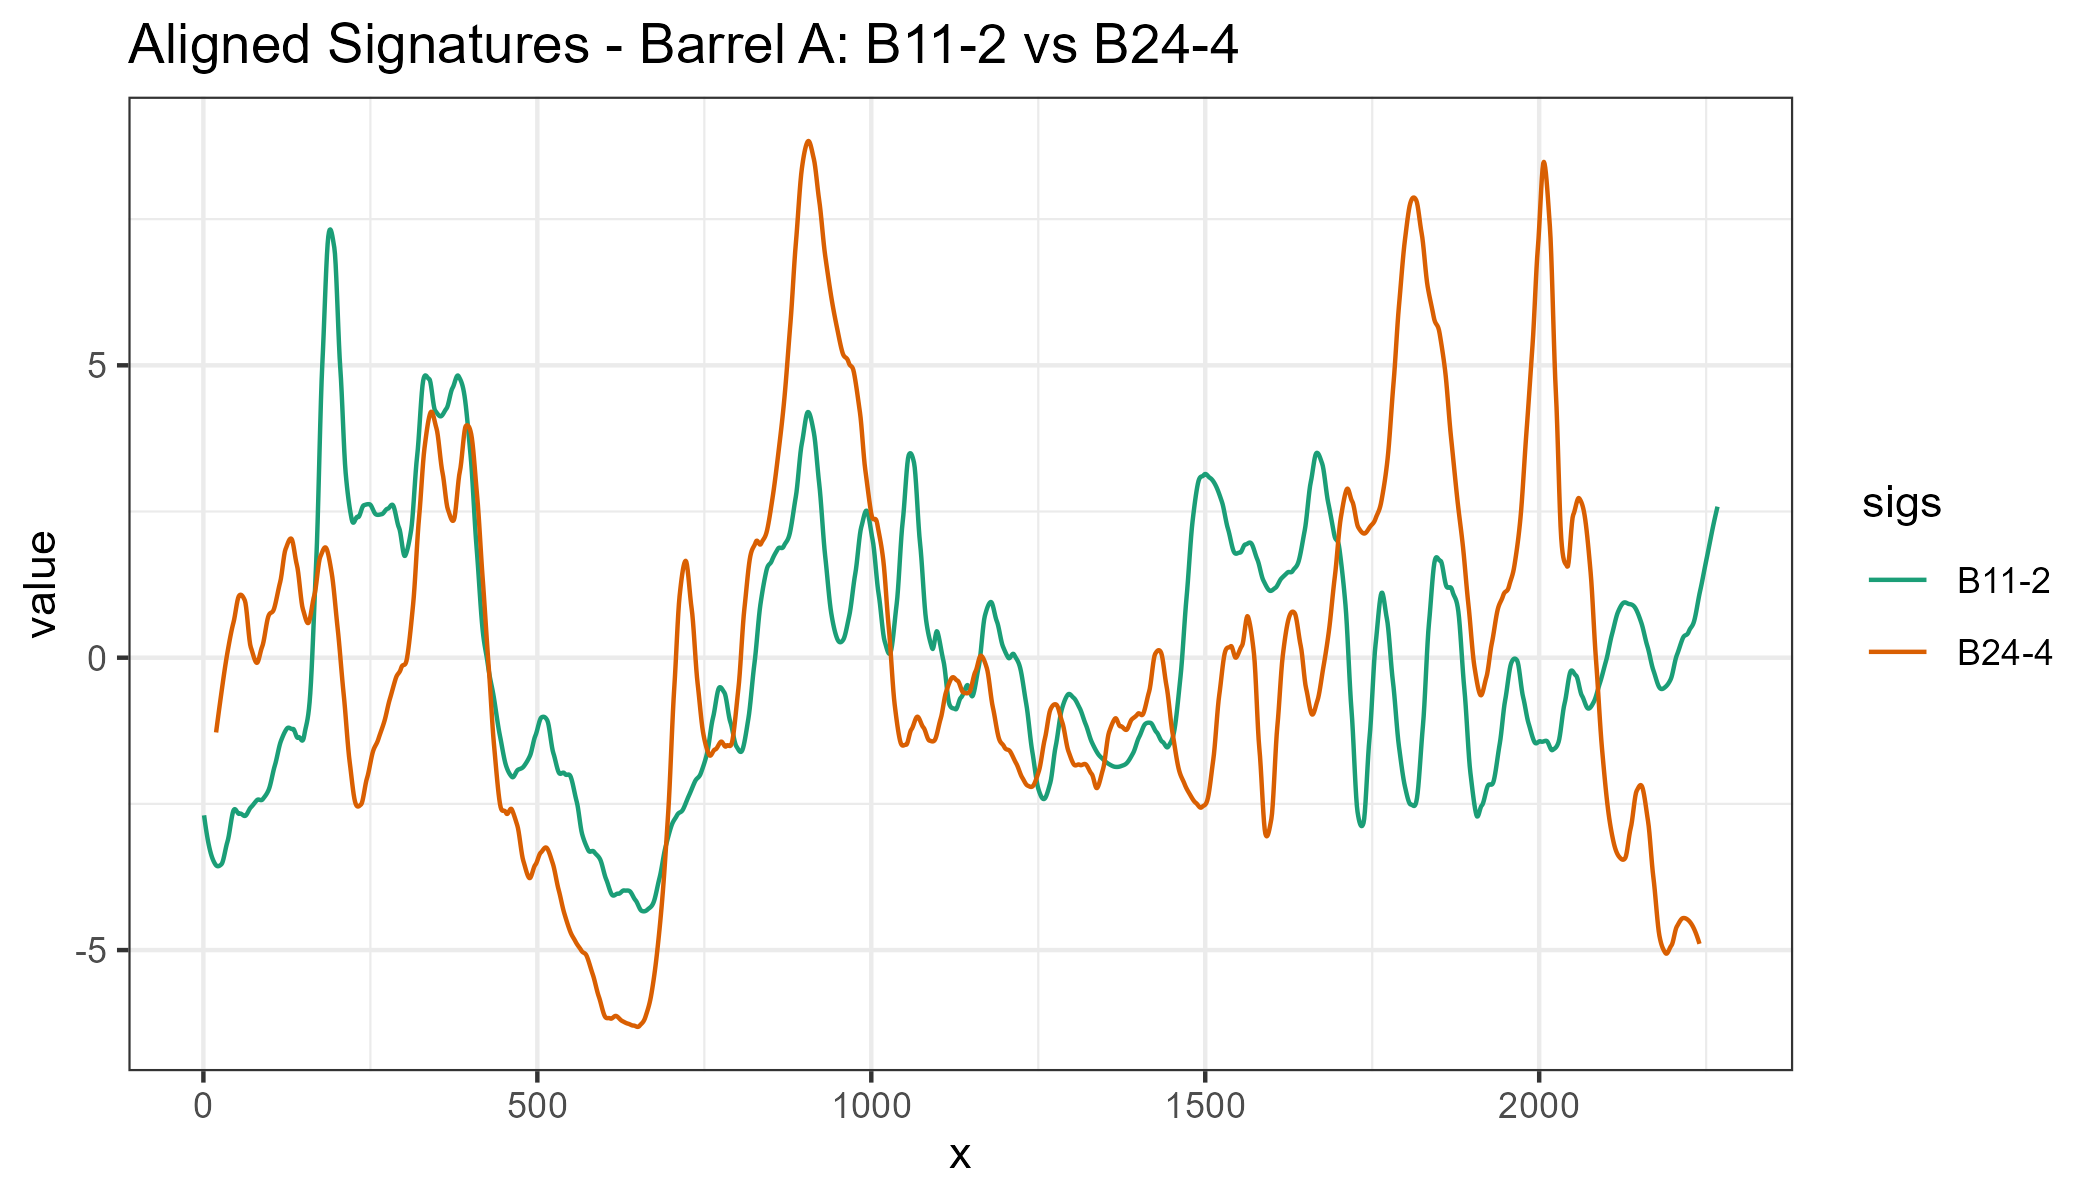 Aligned Signatures - Barrel A: B11-2 vs B24-4
value
5
0
-5
0
500
1000
1500
2000
x
sigs
B11-2
B24-4